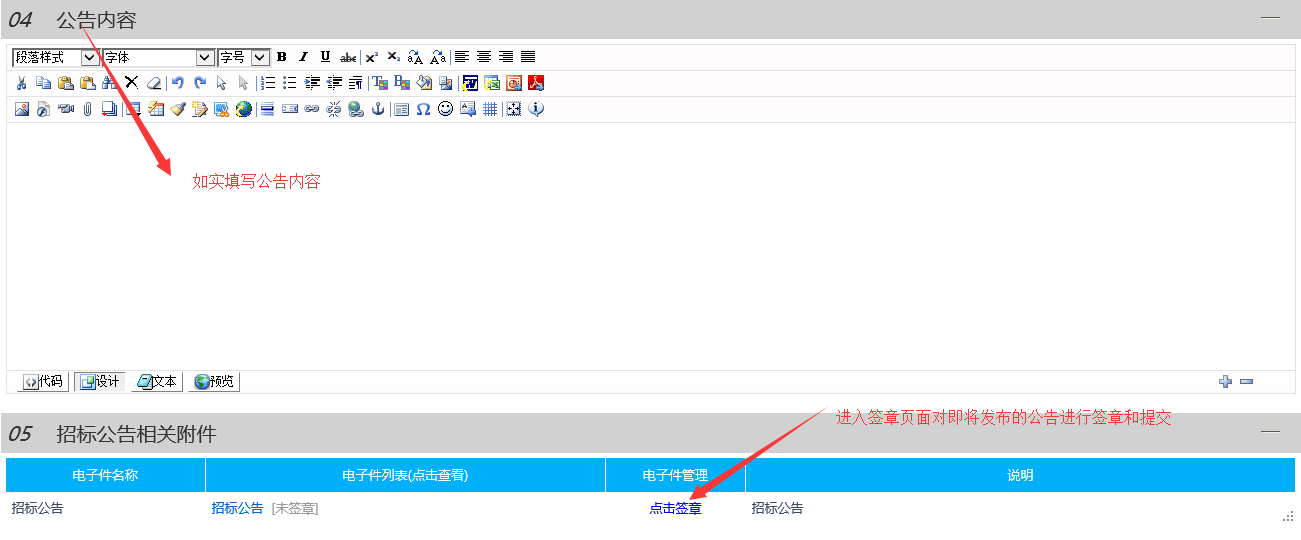 04 公告内容
段落样式 字体 字号 B I U abc
如实填写公告内容
代码 设计 文本 预览
进入签章页面对即将发布的公告进行签章和提交
05 招标公告相关附件
电子件名称 电子件列表(点击查看) 电子件管理 说明
招标公告 招标公告 [未签章] 点击签章 招标公告